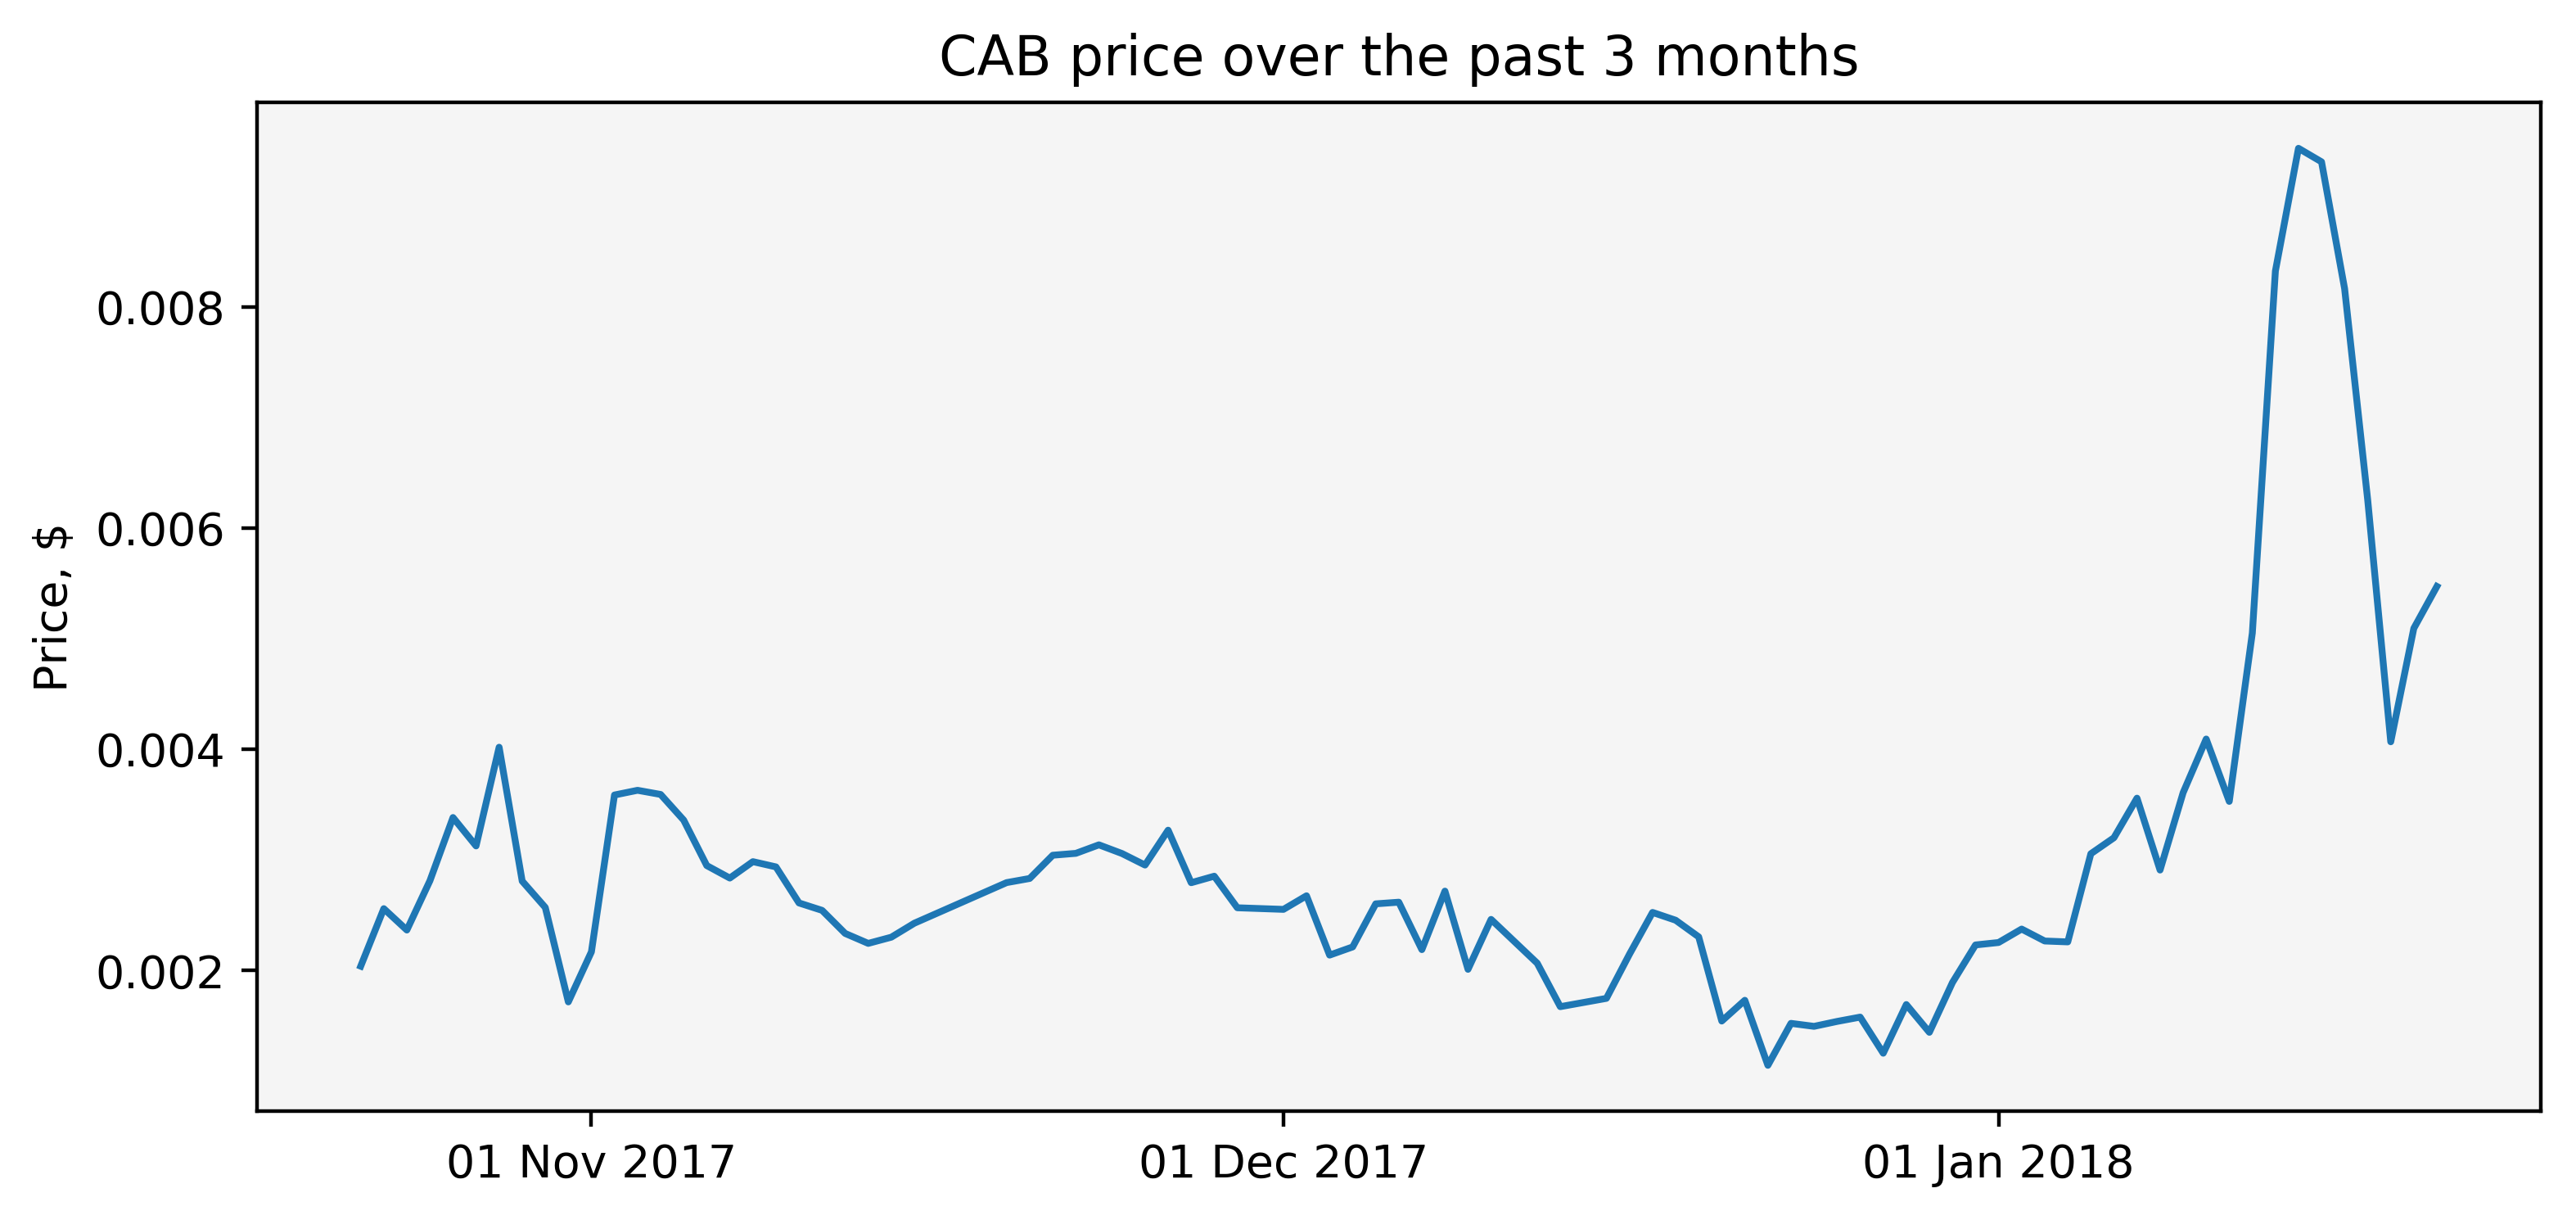 CAB price over the past 3 months
Price, $
0.008
0.006
0.004
0.002
01 Nov 2017
01 Dec 2017
01 Jan 2018